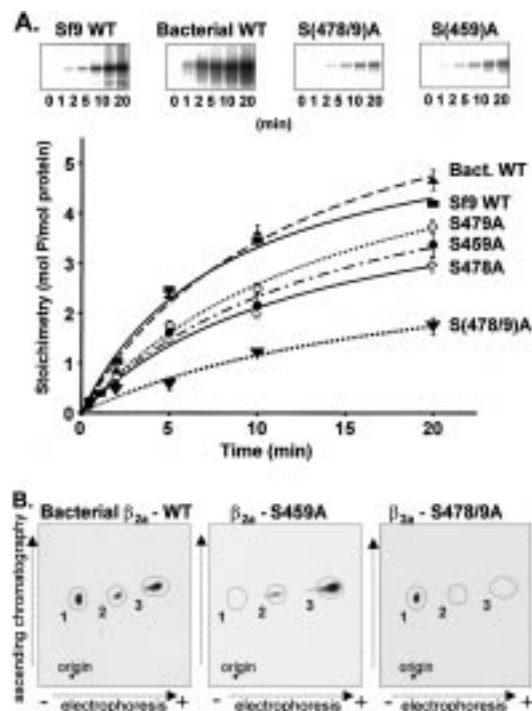 A.
Sf9 WT Bacterial WT S(478/9)A S(459)A
0 1 2 5 10 20 0 1 2 5 10 20 0 1 2 5 10 20 0 1 2 5 10 20
(min)
Stoichimetry (mol P/mol protein)
5
4
3
2
1
0
Bact. WT
Sf9 WT
S479A
S459A
S478A
S(478/9)A
0 5 10 15 20
Time (min)
B.
Bacterial β2a - WT β2a - S459A β2a - S478/9A
ascending chromatography
1 2 3 1 2 3 1 2 3
origin origin origin
- electrophoresis + - electrophoresis + - electrophoresis +